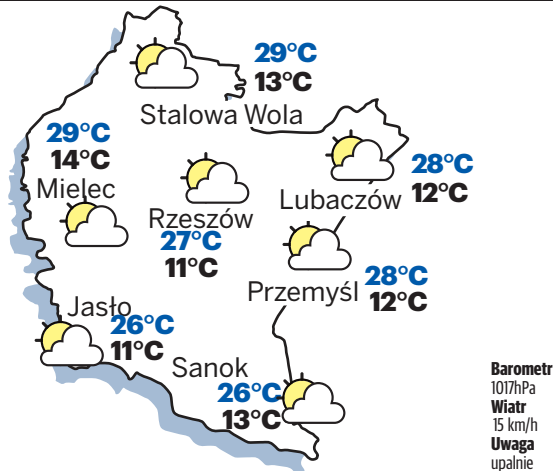 29°C
13°C
Stalowa Wola
29°C
14°C
Mielec
28°C
12°C
Lubaczów
Rzeszów
27°C
11°C
28°C
12°C
Przemyśl
Jasło
26°C
11°C
Sanok
26°C
13°C
Barometr
1017hPa
Wiatr
15 km/h
Uwaga
upalnie